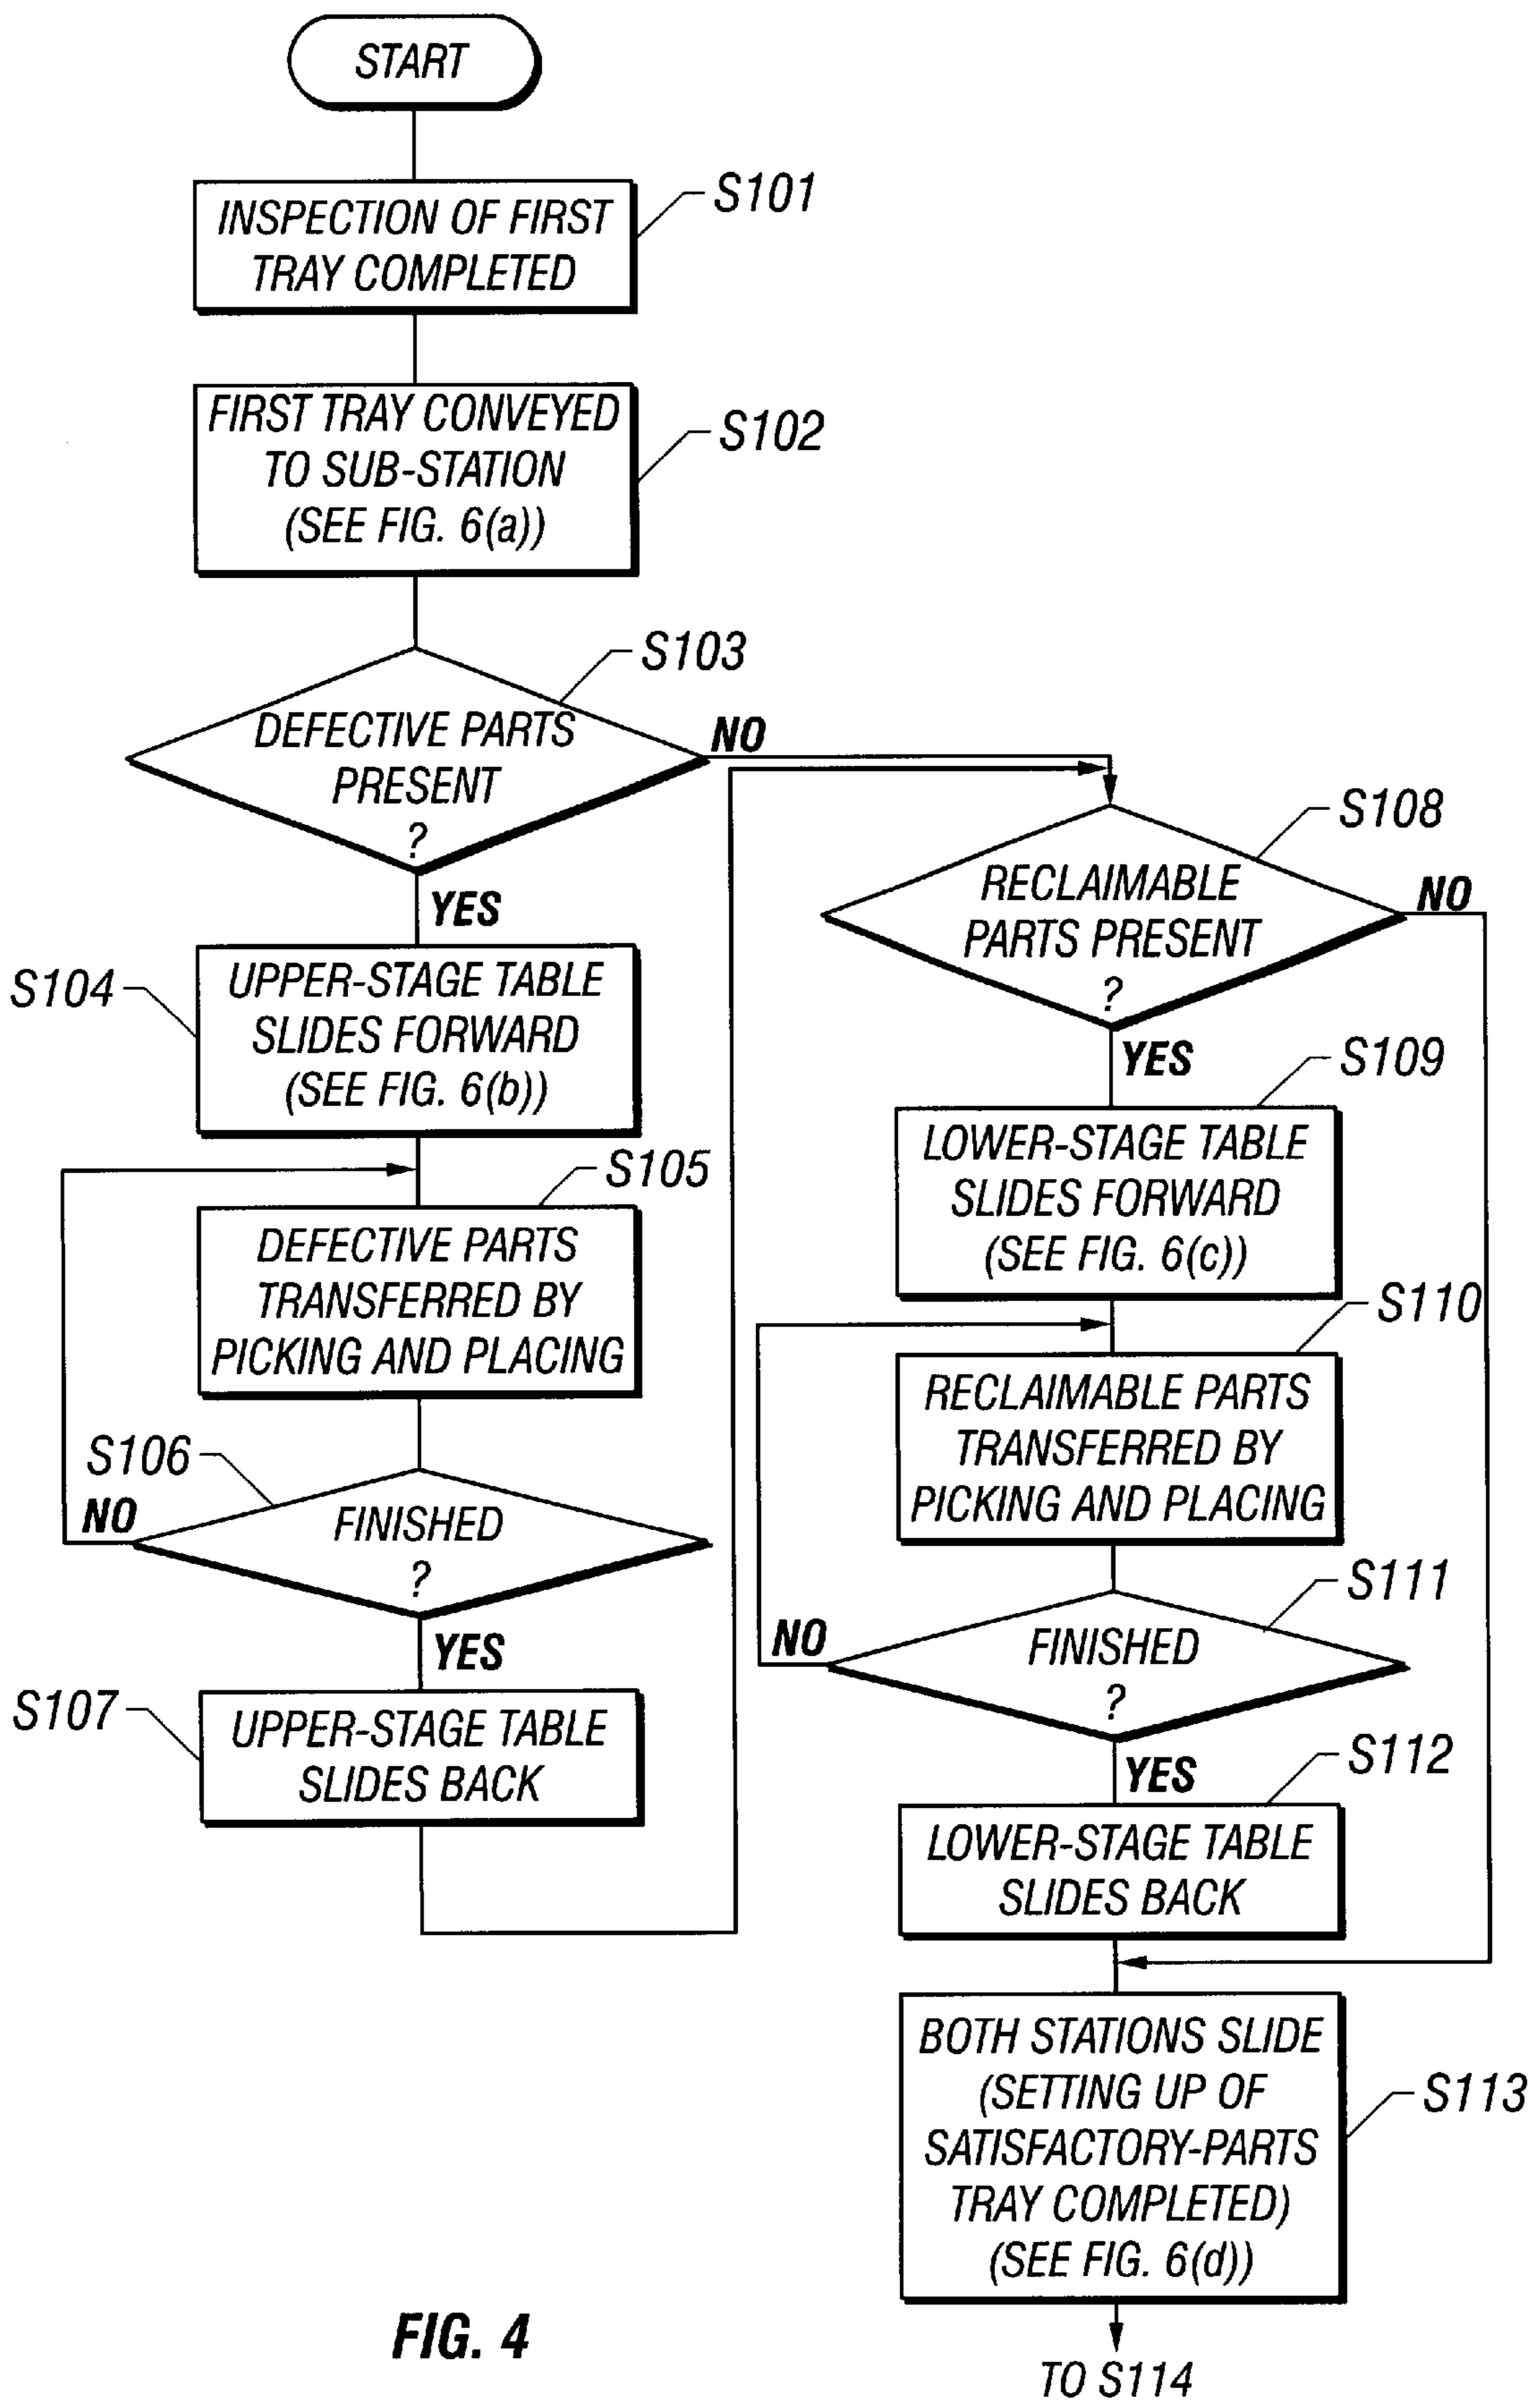 START
S101
INSPECTION OF FIRST
TRAY COMPLETED
FIRST TRAY CONVEYED
TO SUB-STATION
(SEE FIG. 6(a))
S102
S103
DEFECTIVE PARTS
PRESENT
?
NO
YES
S104
UPPER-STAGE TABLE
SLIDES FORWARD
(SEE FIG. 6(b))
S105
DEFECTIVE PARTS
TRANSFERRED BY
PICKING AND PLACING
S106
NO
FINISHED
?
YES
S107
UPPER-STAGE TABLE
SLIDES BACK
S108
RECLAIMABLE
PARTS PRESENT
?
NO
YES
S109
LOWER-STAGE TABLE
SLIDES FORWARD
(SEE FIG. 6(c))
S110
RECLAIMABLE PARTS
TRANSFERRED BY
PICKING AND PLACING
S111
NO
FINISHED
?
YES
S112
LOWER-STAGE TABLE
SLIDES BACK
BOTH STATIONS SLIDE
(SETTING UP OF
SATISFACTORY-PARTS
TRAY COMPLETED)
(SEE FIG. 6(d))
S113
TO S114
FIG. 4